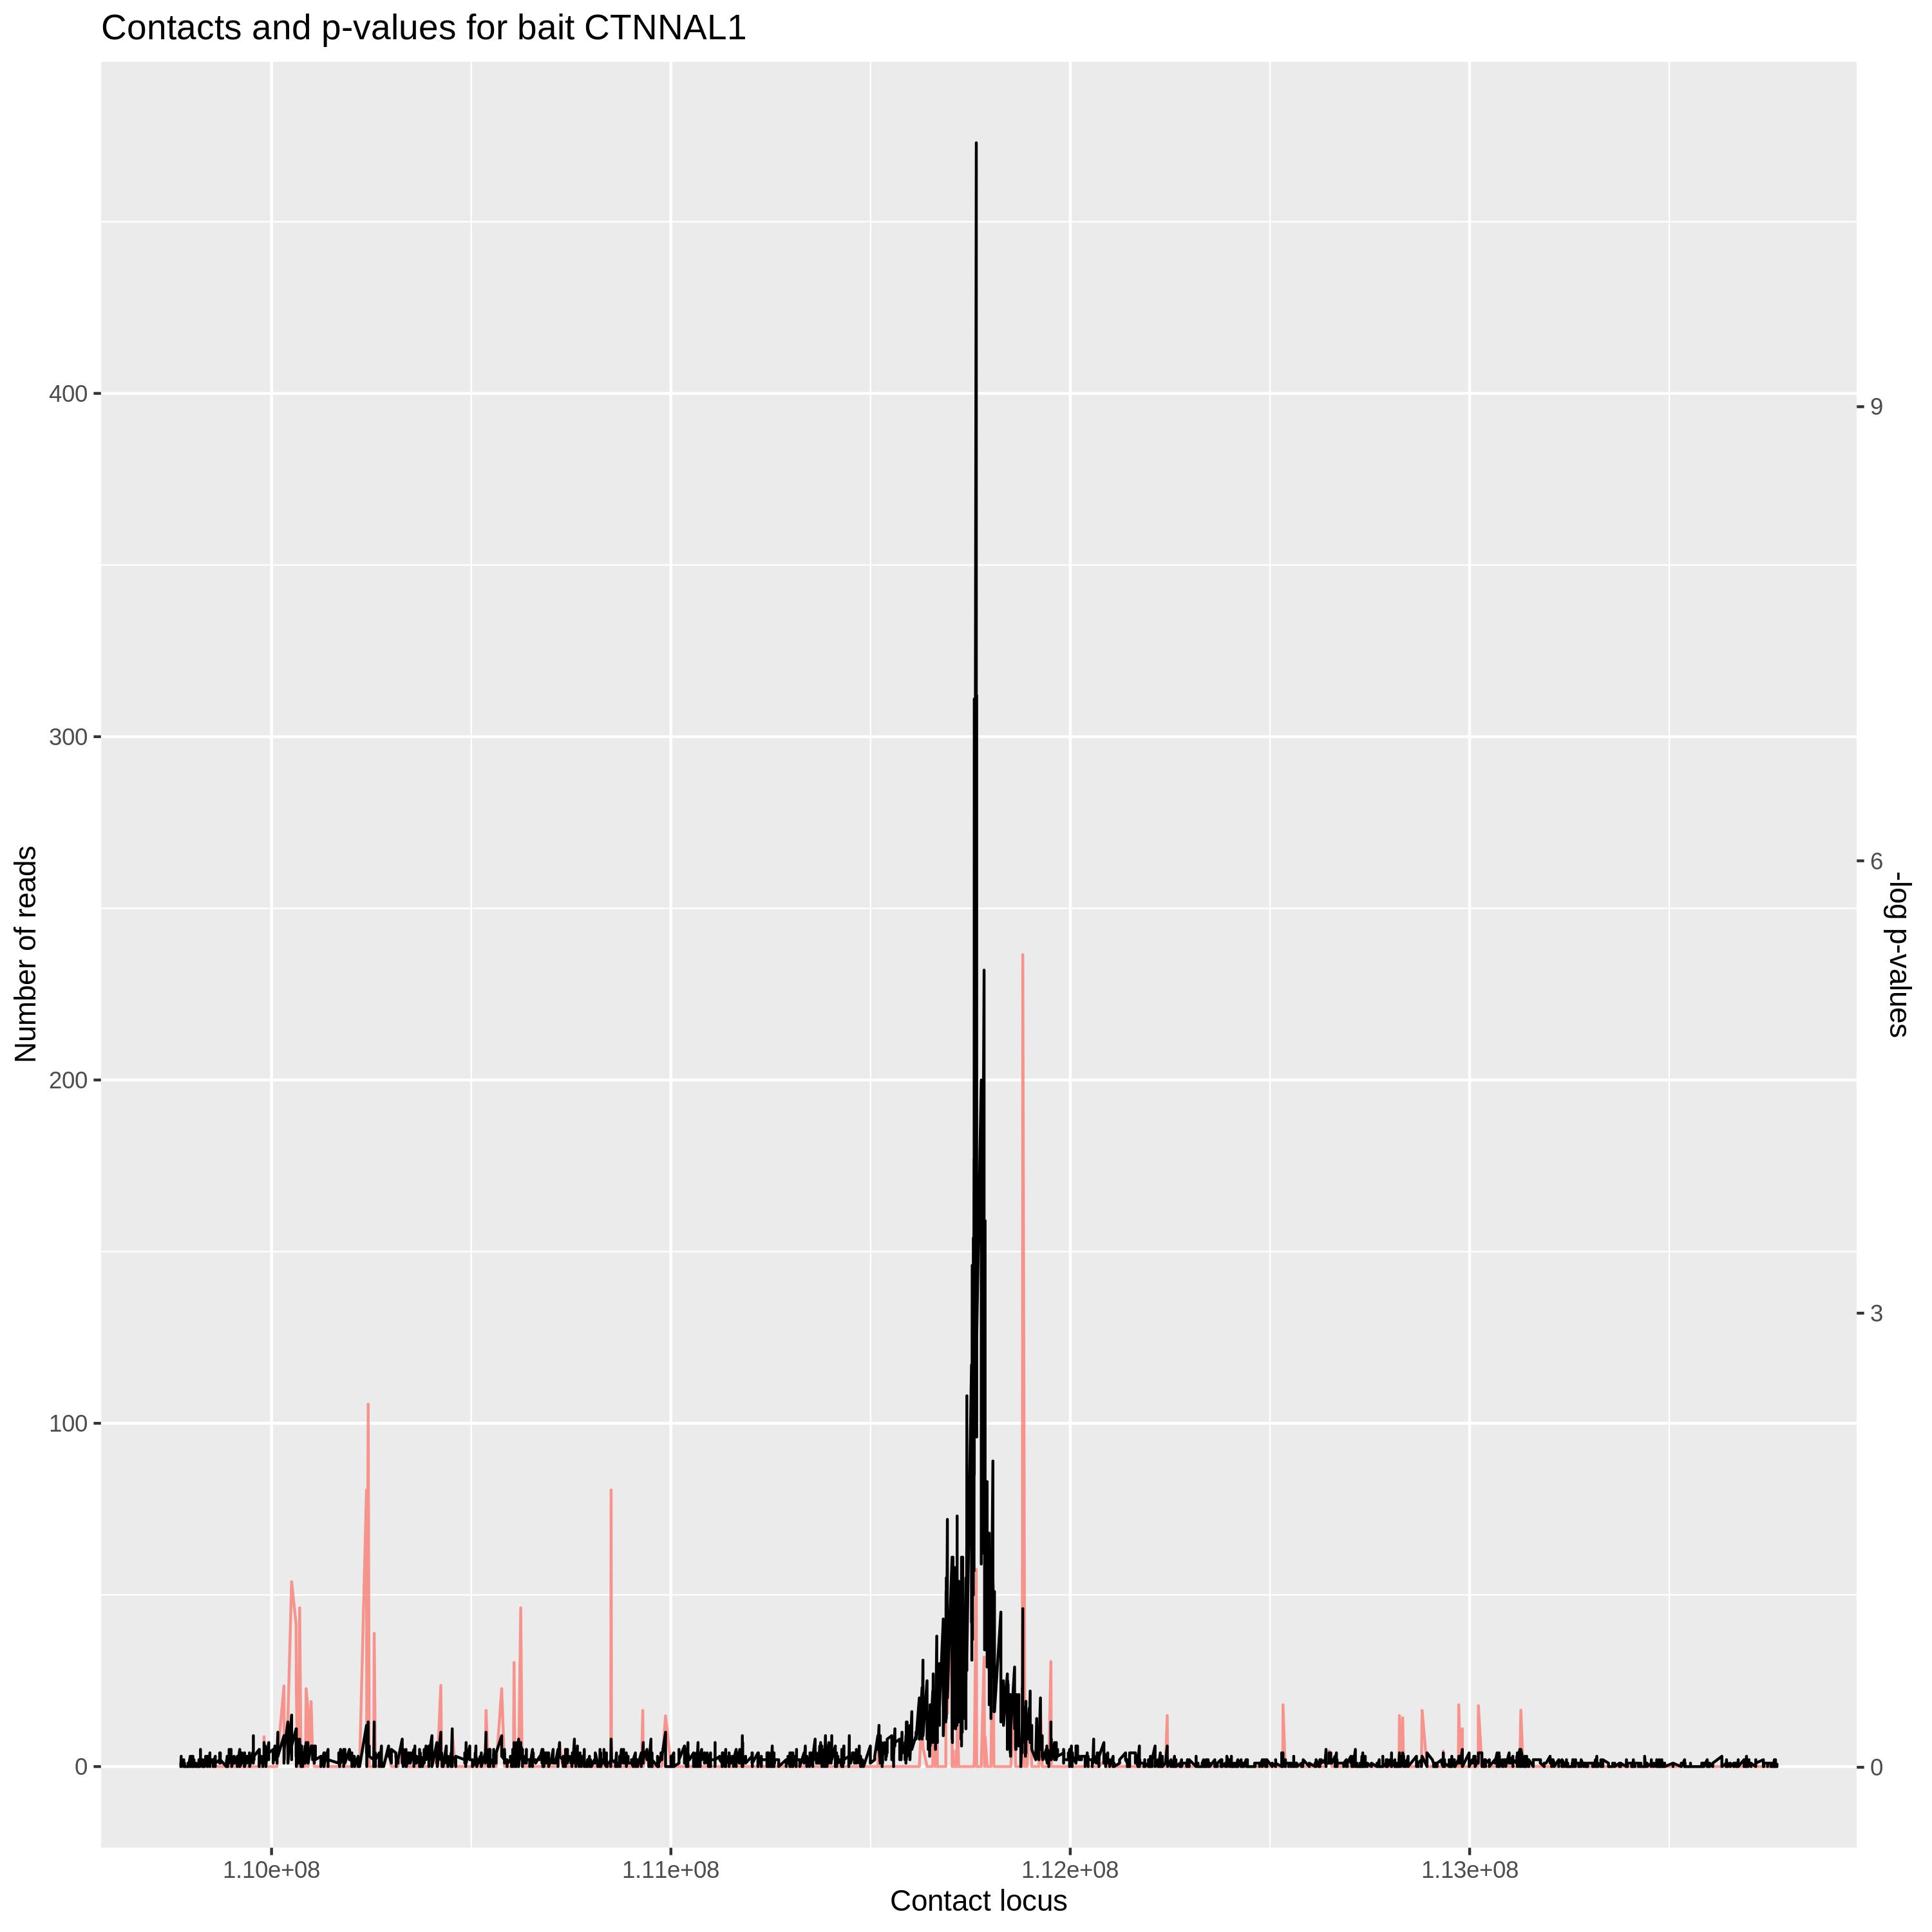 Contacts and p-values for bait CTNNAL1
Number of reads
400
300
200
100
0
9
6
3
0
-log p-values
1.10e+08 1.11e+08 1.12e+08 1.13e+08
Contact locus